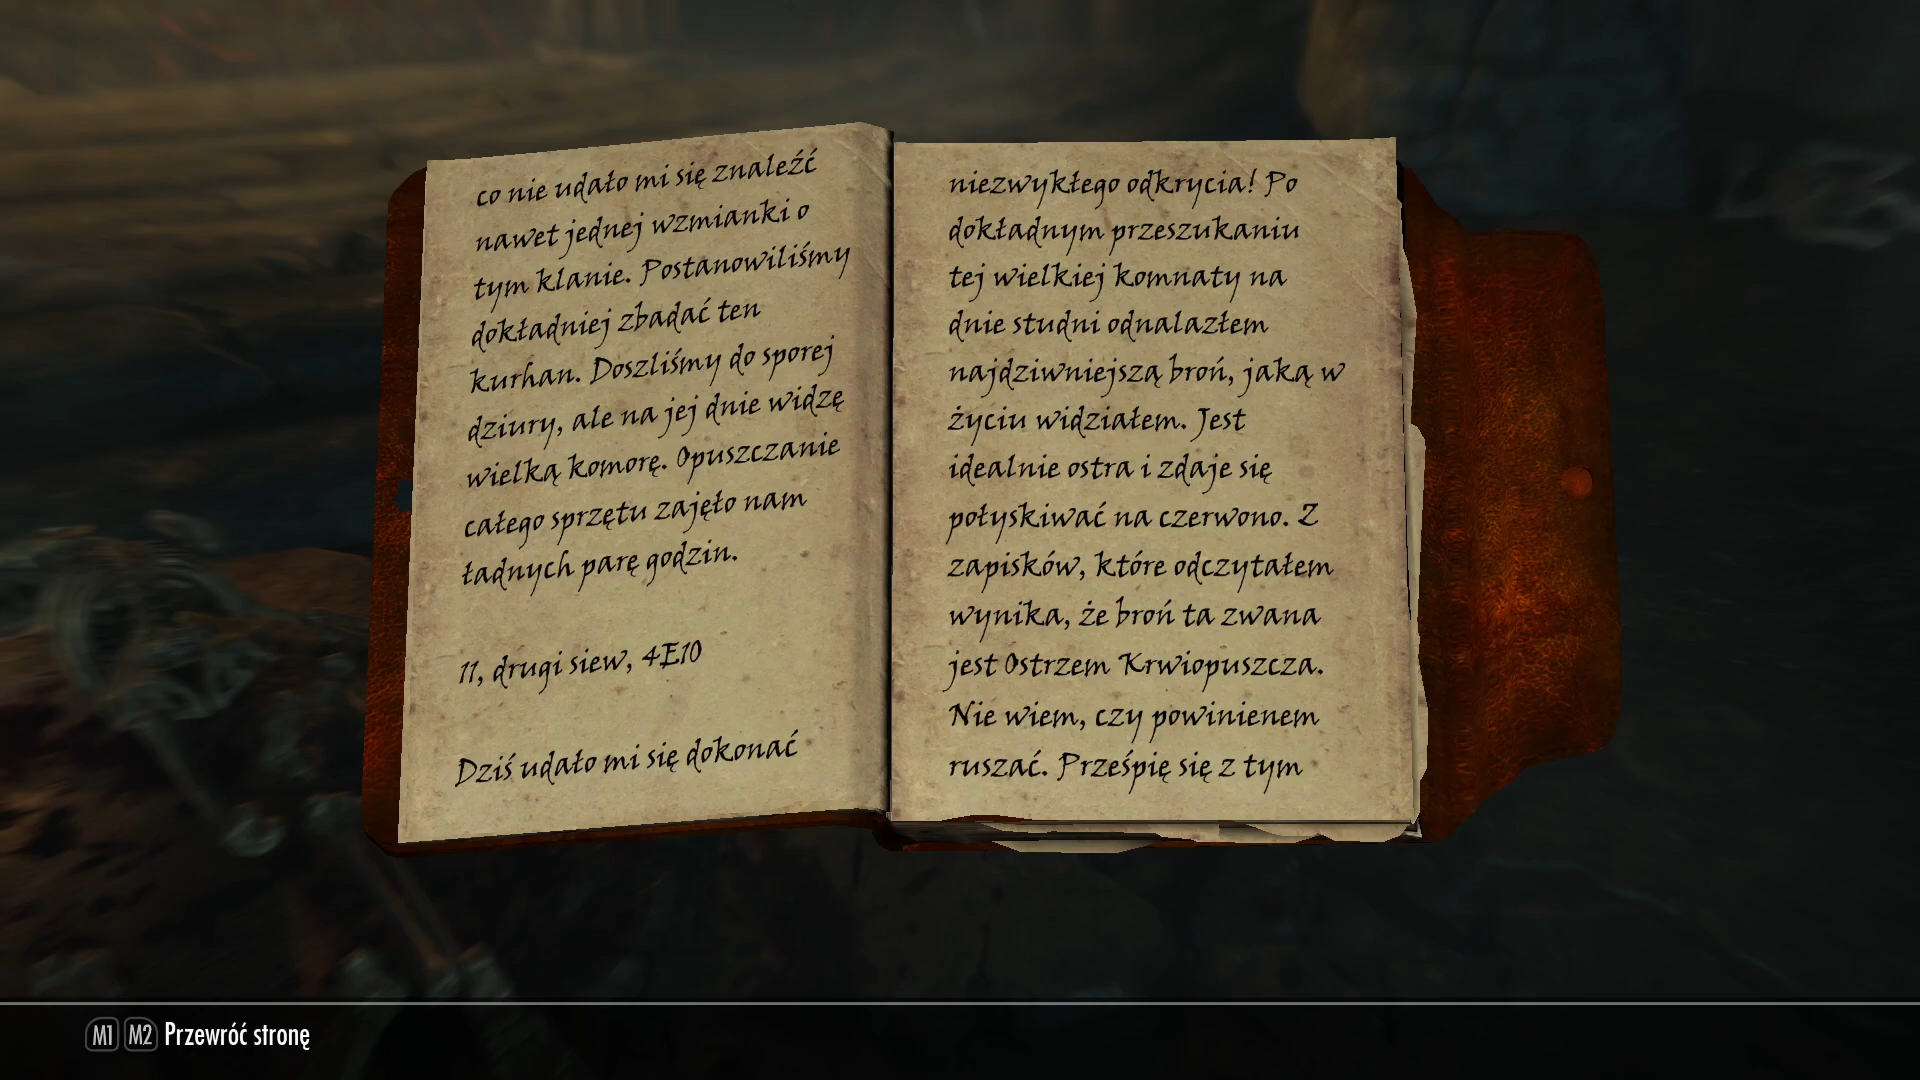 co nie udało mi się znaleźć
nawet jednej wzmianki o
tym klanie. Postanowiliśmy
dokładniej zbadać ten
kurhan. Doszliśmy do sporej
dziury, ale na jej dnie widzę
wielką komorę. Opuszczanie
całego sprzętu zajęło nam
ładnych parę godzin.
11, drugi siew, 4E10
Dziś udało mi się dokonać
niezwykłego odkrycia! Po
dokładnym przeszukaniu
tej wielkiej komnaty na
dnie studni odnalazłem
najdziwniejszą broń, jaką w
życiu widziałem. Jest
idealnie ostra i zdaje się
połyskiwać na czerwono. Z
zapisków, które odczytałem
wynika, że broń ta zwana
jest Ostrzem Krwiopuszcza.
Nie wiem, czy powinienem
ruszać. Prześpię się z tym
M1 M2 Przewróć stronę